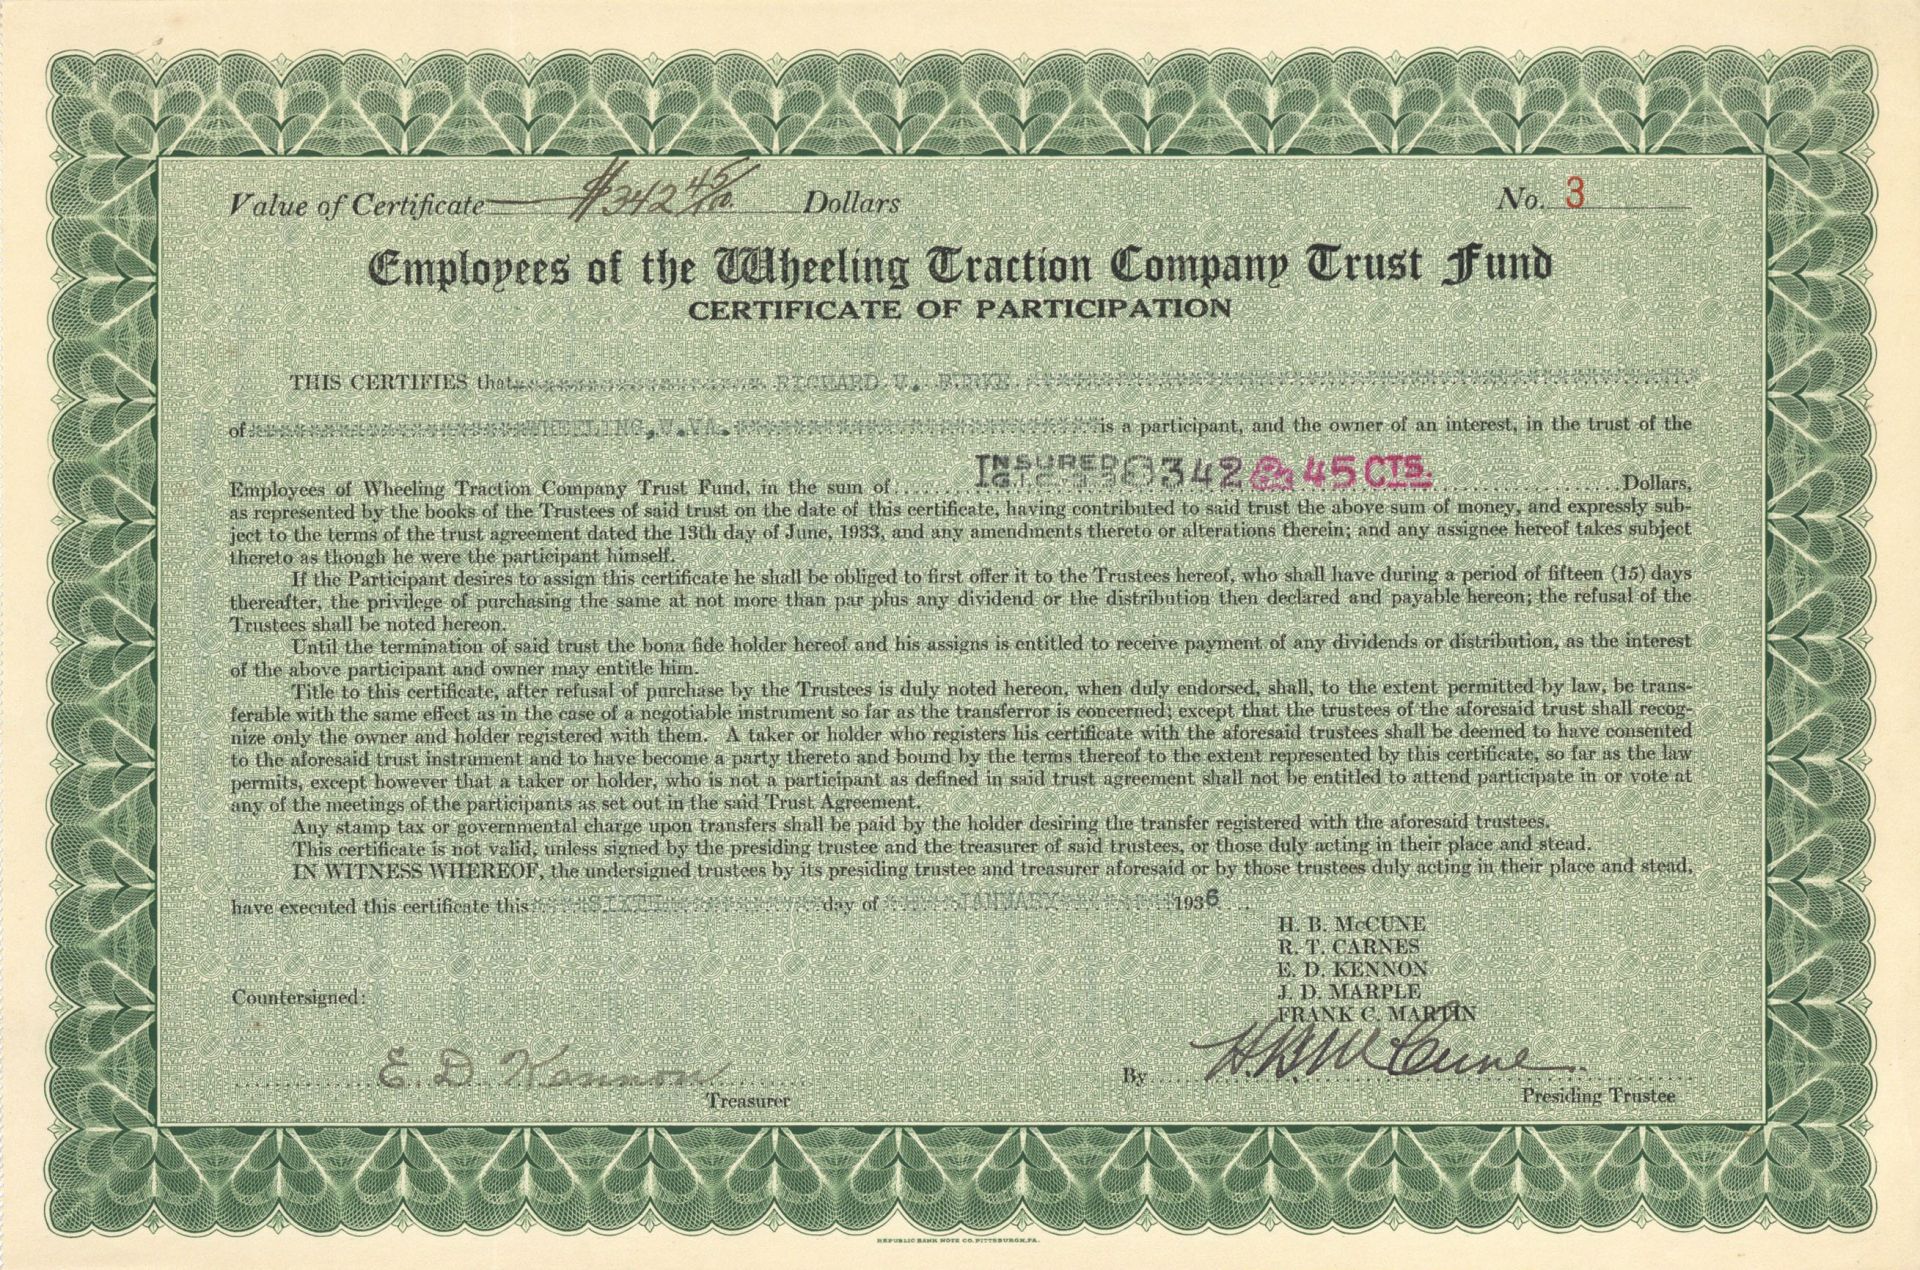 Value of Certificate $342 45/100 Dollars No. 3
Employees of the Wheeling Traction Company Trust Fund
CERTIFICATE OF PARTICIPATION
THIS CERTIFIES that RICHARD BURKE
of WHEELING, W.VA. is a participant, and the owner of an interest, in the trust of the
Employees of Wheeling Traction Company Trust Fund, in the sum of INSURED $342 & 45 CTS. Dollars,
as represented by the books of the Trustees of said trust on the date of this certificate, having contributed to said trust the above sum of money, and expressly sub-
ject to the terms of the trust agreement dated the 13th day of June, 1933, and any amendments thereto or alterations therein; and any assignee hereof takes subject
thereto as though he were the participant himself.
If the Participant desires to assign this certificate he shall be obliged to first offer it to the Trustees hereof, who shall have during a period of fifteen (15) days
thereafter, the privilege of purchasing the same at not more than par plus any dividend or the distribution then declared and payable hereon; the refusal of the
Trustees shall be noted hereon.
Until the termination of said trust the bona fide holder hereof and his assigns is entitled to receive payment of any dividends or distribution, as the interest
of the above participant and owner may entitle him.
Title to this certificate, after refusal of purchase by the Trustees is duly noted hereon, when duly endorsed, shall, to the extent permitted by law, be trans-
ferable with the same effect as in the case of a negotiable instrument so far as the transferror is concerned; except that the trustees of the aforesaid trust shall recog-
nize only the owner and holder registered with them. A taker or holder who registers his certificate with the aforesaid trustees shall be deemed to have consented
to the aforesaid trust instrument and to have become a party thereto and bound by the terms thereof to the extent represented by this certificate, so far as the law
permits, except however that a taker or holder, who is not a participant as defined in said trust agreement shall not be entitled to attend participate in or vote at
any of the meetings of the participants as set out in the said Trust Agreement.
Any stamp tax or governmental charge upon transfers shall be paid by the holder desiring the transfer registered with the aforesaid trustees.
This certificate is not valid, unless signed by the presiding trustee and the treasurer of said trustees, or those duly acting in their place and stead.
IN WITNESS WHEREOF, the undersigned trustees by its presiding trustee and treasurer aforesaid or by those trustees duly acting in their place and stead,
have executed this certificate this SIXTH day of JANUARY 1936
H. B. McCUNE
R. T. CARNES
E. D. KENNON
J. D. MARPLE
FRANK C. MARTIN
Countersigned:
E. D. Kennon
Treasurer
By H. B. McCune
Presiding Trustee
REPUBLIC BANK NOTE CO. PITTSBURGH, PA.